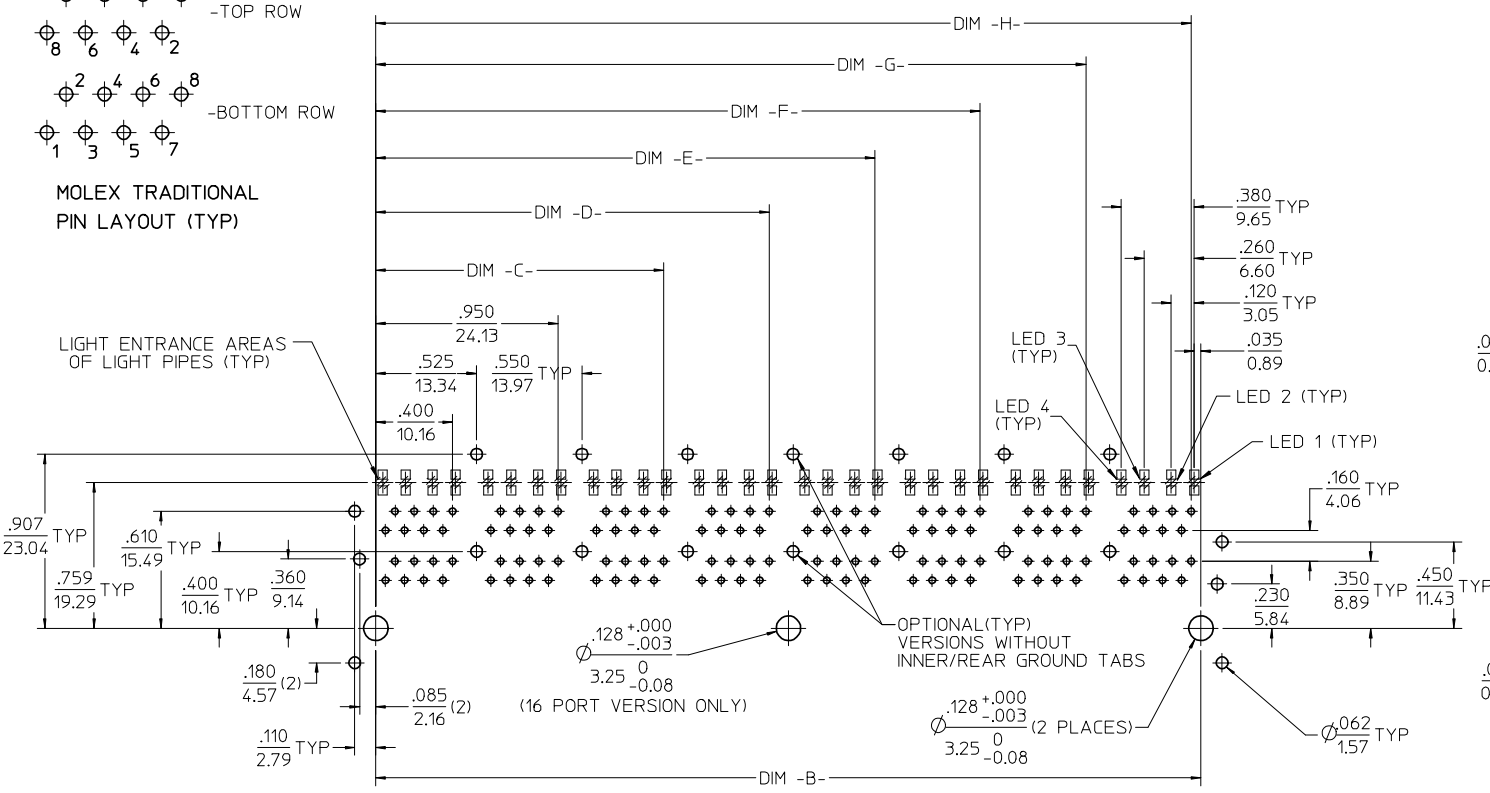 -TOP ROW
8 6 4 2
2 4 6 8
-BOTTOM ROW
1 3 5 7
MOLEX TRADITIONAL
PIN LAYOUT (TYP)
DIM -H-
DIM -G-
DIM -F-
DIM -E-
DIM -D-
DIM -C-
.950
24.13
.525
13.34
.550
13.97
TYP
.400
10.16
LIGHT ENTRANCE AREAS
OF LIGHT PIPES (TYP)
.380
9.65
TYP
.260
6.60
TYP
.120
3.05
TYP
.035
0.89
LED 3
(TYP)
LED 4
(TYP)
LED 2 (TYP)
LED 1 (TYP)
.160
4.06
TYP
.907
23.04
TYP
.759
19.29
TYP
.610
15.49
TYP
.400
10.16
TYP
.360
9.14
.180
4.57
(2)
.085
2.16
(2)
.110
2.79
TYP
Ø.128 +.000
-.003
3.25 0
-0.08
(16 PORT VERSION ONLY)
OPTIONAL(TYP)
VERSIONS WITHOUT
INNER/REAR GROUND TABS
Ø.128 +.000
-.003
(2 PLACES)
3.25 0
-0.08
.230
5.84
.350
8.89
TYP
.450
11.43
TYP
Ø.062
1.57
TYP
DIM -B-